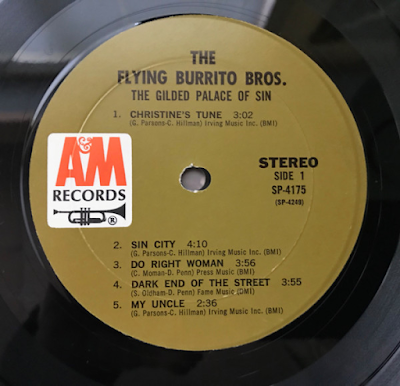 THE
FLYING BURRITO BROS.
THE GILDED PALACE OF SIN
1. CHRISTINE'S TUNE 3:02
(G. Parsons-C. Hillman) Irving Music Inc. (BMI)
A&M
RECORDS
®
STEREO
SIDE 1
SP-4175
(SP-4249)
2. SIN CITY 4:10
(G. Parsons-C. Hillman) Irving Music Inc. (BMI)
3. DO RIGHT WOMAN 3:56
(C. Moman-D. Penn) Press Music (BMI)
4. DARK END OF THE STREET 3:55
(S. Oldham-D. Penn) Fame Music (BMI)
5. MY UNCLE 2:36
(G. Parsons-C. Hillman) Irving Music Inc. (BMI)